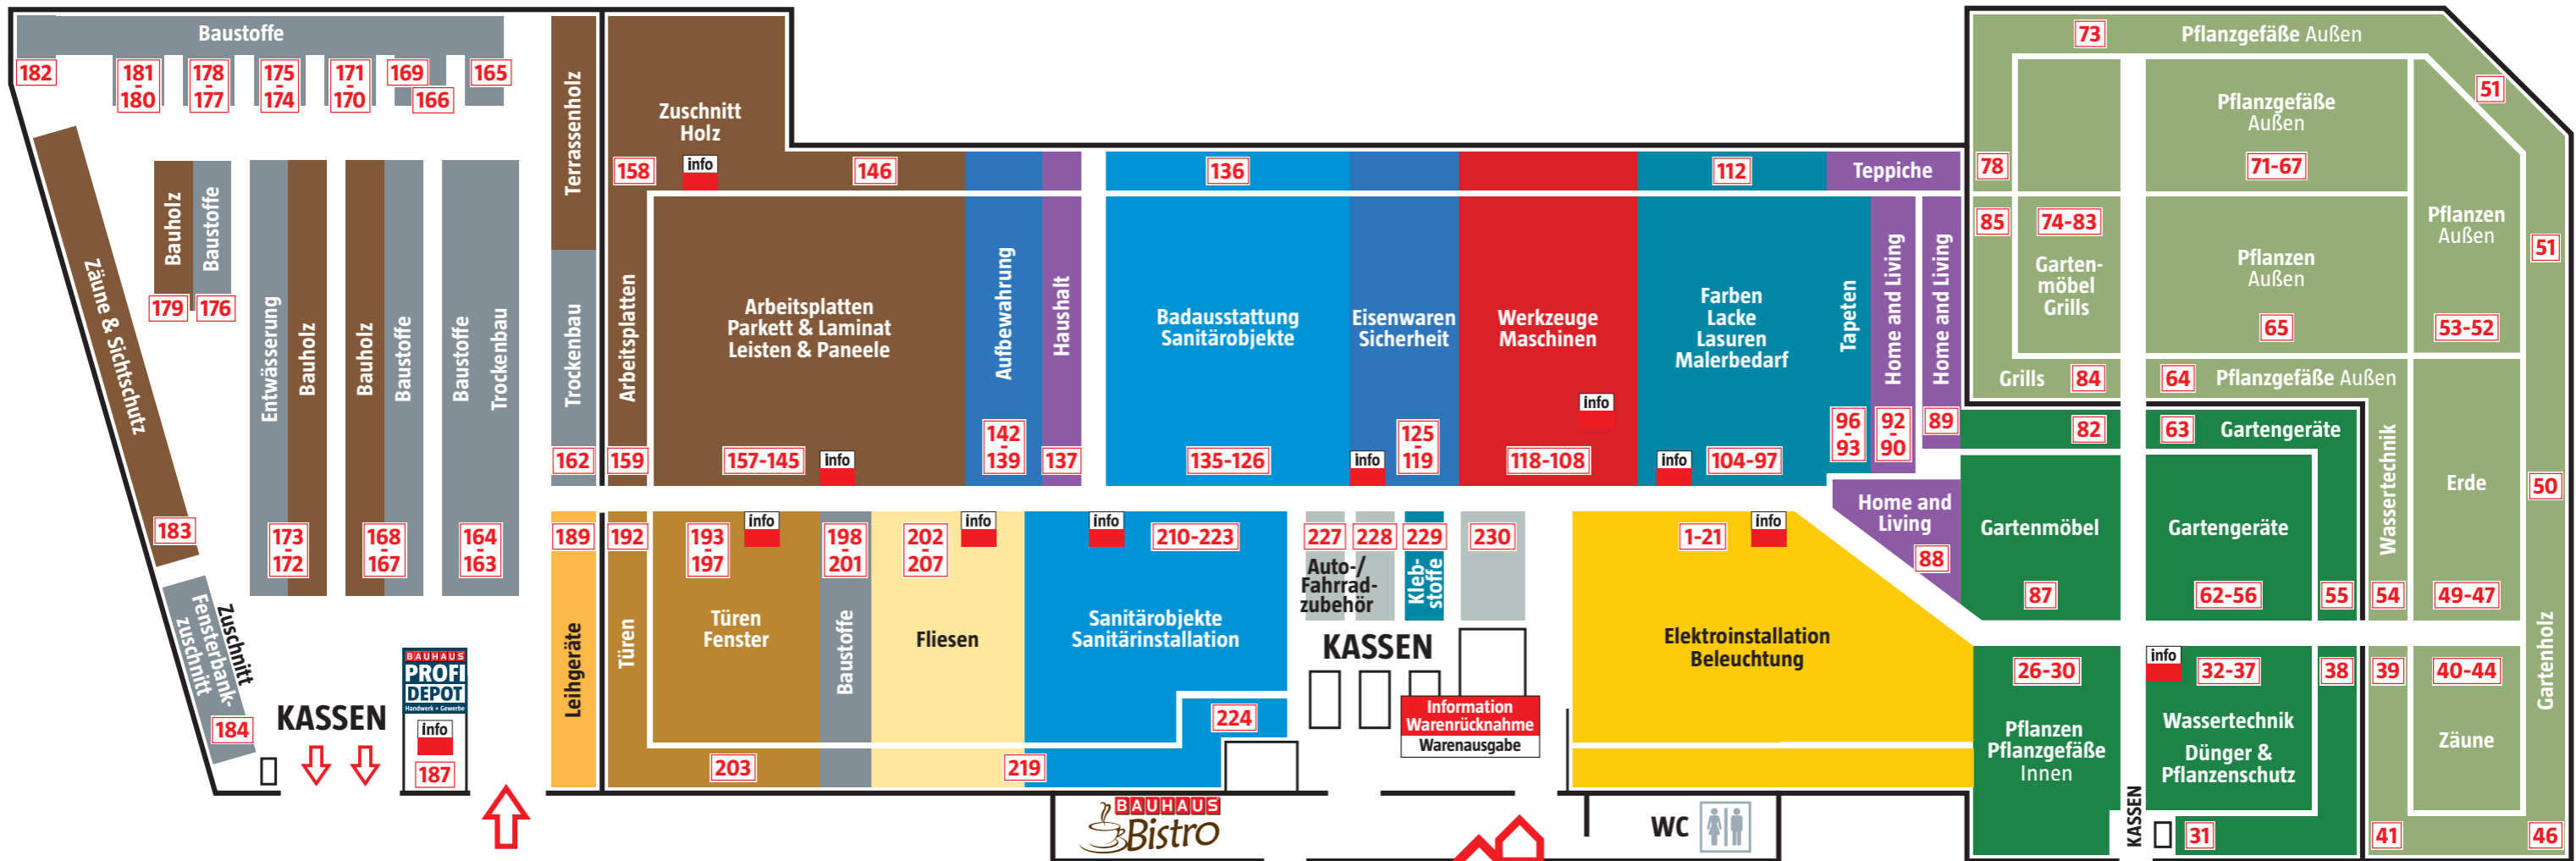 Baustoffe
182
181
-
180
178
-
177
175
-
174
171
-
170
169
166
165
Zäune & Sichtschutz
183
Bauholz
179
Baustoffe
176
Entwässerung
Bauholz
173
-
172
Bauholz
Baustoffe
168
-
167
Baustoffe
Trockenbau
164
-
163
Zuschnitt
Fensterbank-
zuschnitt
184
KASSEN
BAUHAUS
PROFI
DEPOT
Handwerk + Gewerbe
info
187
Terrassenholz
Trockenbau
162
189
Leihgeräte
Zuschnitt
Holz
158
info
146
Arbeitsplatten
159
Arbeitsplatten
Parkett & Laminat
Leisten & Paneele
157-145
info
Aufbewahrung
142
-
139
Haushalt
137
136
Badausstattung
Sanitärobjekte
135-126
info
Eisenwaren
Sicherheit
125
-
119
Werkzeuge
Maschinen
info
118-108
112
Farben
Lacke
Lasuren
Malerbedarf
info
104-97
Teppiche
Tapeten
96
-
93
Home and Living
92
-
90
Home and Living
89
Home and
Living
88
192
Türen
193
-
197
info
Türen
Fenster
203
198
-
201
Baustoffe
202
-
207
info
Fliesen
219
info
210-223
Sanitärobjekte
Sanitärinstallation
224
227
228
Auto-/
Fahrrad-
zubehör
229
Kleb-
stoffe
230
KASSEN
Information
Warenrücknahme
Warenausgabe
1-21
info
Elektroinstallation
Beleuchtung
BAUHAUS
Bistro
WC
73
Pflanzgefäße Außen
51
78
Pflanzgefäße
Außen
71-67
85
74-83
Garten-
möbel
Grills
Pflanzen
Außen
65
Pflanzen
Außen
53-52
51
Grills
84
64
Pflanzgefäße Außen
82
63
Gartengeräte
Wassertechnik
54
Erde
49-47
50
Gartenholz
Gartenmöbel
87
Gartengeräte
62-56
55
26-30
Pflanzen
Pflanzgefäße
Innen
info
32-37
Wassertechnik
Dünger &
Pflanzenschutz
38
39
40-44
Zäune
KASSEN
31
41
46